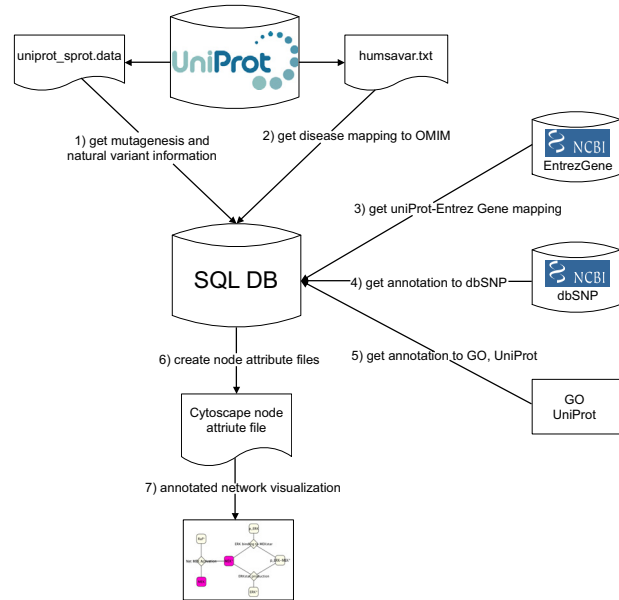 uniprot_sprot.data
UniProt
humsavar.txt
1) get mutagenesis and
natural variant information
2) get disease mapping to OMIM
NCBI
EntrezGene
3) get uniProt-Entrez Gene mapping
SQL DB
NCBI
dbSNP
4) get annotation to dbSNP
5) get annotation to GO, UniProt
GO
UniProt
6) create node attribute files
Cytoscape node
attriute file
7) annotated network visualization